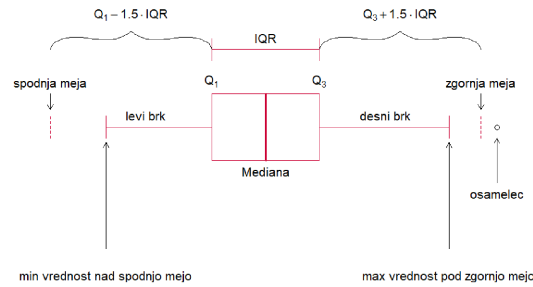 Q₁ − 1.5 · IQR
Q₃ + 1.5 · IQR
IQR
spodnja meja
Q₁
Q₃
zgornja meja
levi brk
desni brk
Mediana
osamelec
min vrednost nad spodnjo mejo
max vrednost pod zgornjo mejo